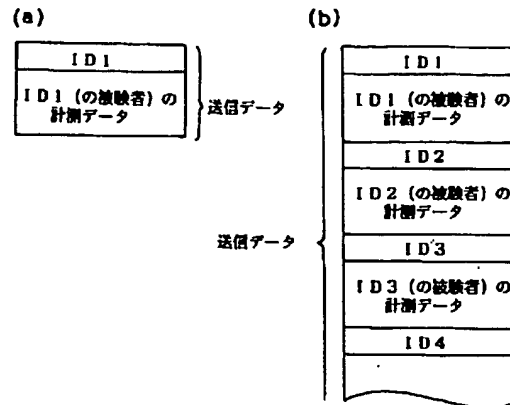 (a)
ID1
ID1(の被験者)の
計測データ
送信データ
(b)
ID1
ID1(の被験者)の
計測データ
ID2
ID2(の被験者)の
計測データ
ID3
ID3(の被験者)の
計測データ
ID4
送信データ